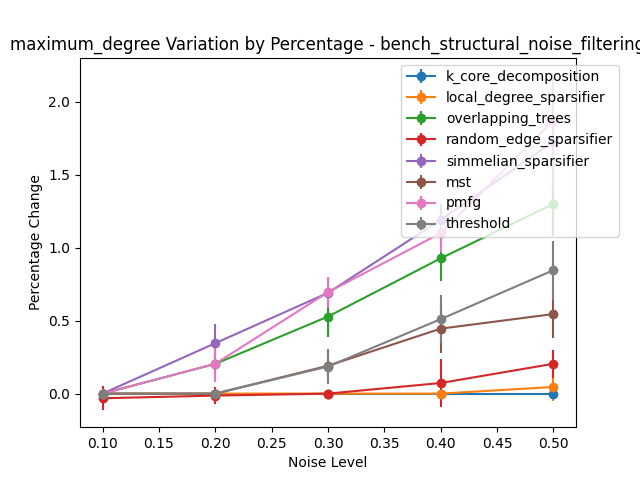 maximum_degree Variation by Percentage - bench_structural_noise_filtering
k_core_decomposition
local_degree_sparsifier
overlapping_trees
random_edge_sparsifier
simmelian_sparsifier
mst
pmfg
threshold
Percentage Change
2.0
1.5
1.0
0.5
0.0
0.10 0.15 0.20 0.25 0.30 0.35 0.40 0.45 0.50
Noise Level